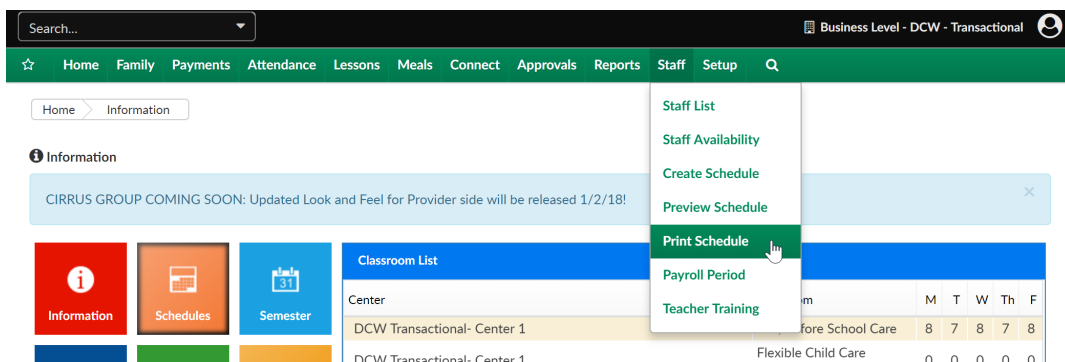 Search...
Business Level - DCW - Transactional
Home Family Payments Attendance Lessons Meals Connect Approvals Reports Staff Setup
Home Information
Staff List
Staff Availability
Create Schedule
Preview Schedule
Print Schedule
Payroll Period
Teacher Training
Information
CIRRUS GROUP COMING SOON: Updated Look and Feel for Provider side will be released 1/2/18!
Information
Schedules
31
Semester
Classroom List
Center M T W Th F
DCW Transactional- Center 1 School Care 8 7 8 7 8
Flexible Child Care
DCW Transactional- Center 1 0 0 0 0 0